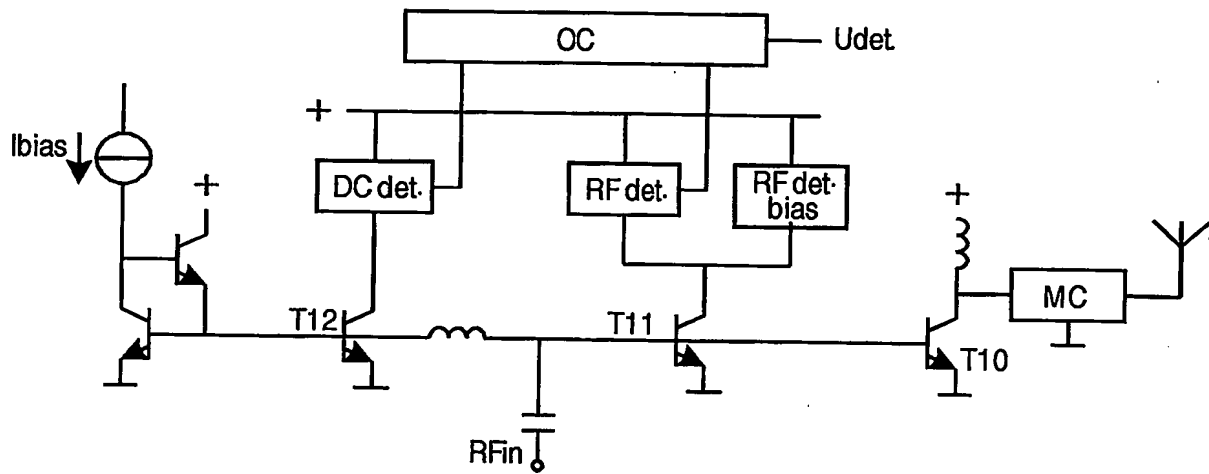 OC
Udet.
+
Ibias
+
DC det.
RF det.
RF det.
bias
+
MC
T12
T11
T10
RFin